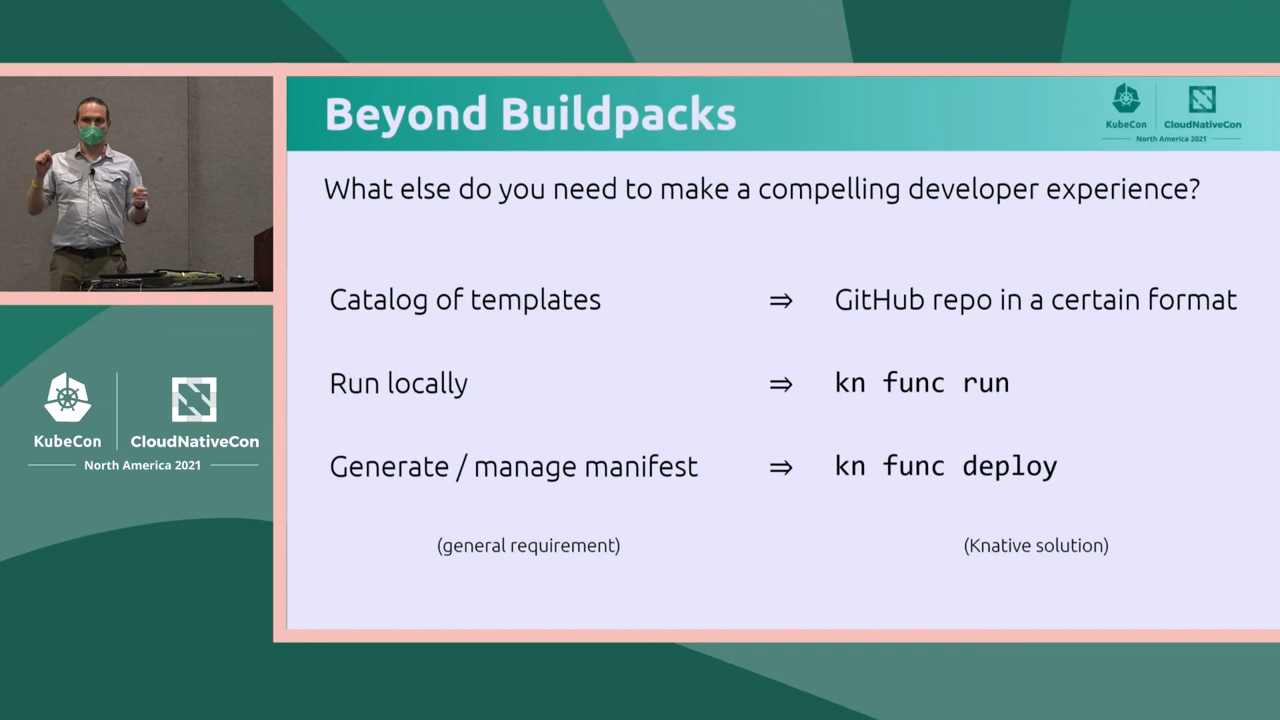 Beyond Buildpacks
KubeCon
CloudNativeCon
North America 2021
What else do you need to make a compelling developer experience?
Catalog of templates ⇒ GitHub repo in a certain format
Run locally ⇒ kn func run
Generate / manage manifest ⇒ kn func deploy
(general requirement) (Knative solution)
KubeCon
CloudNativeCon
North America 2021